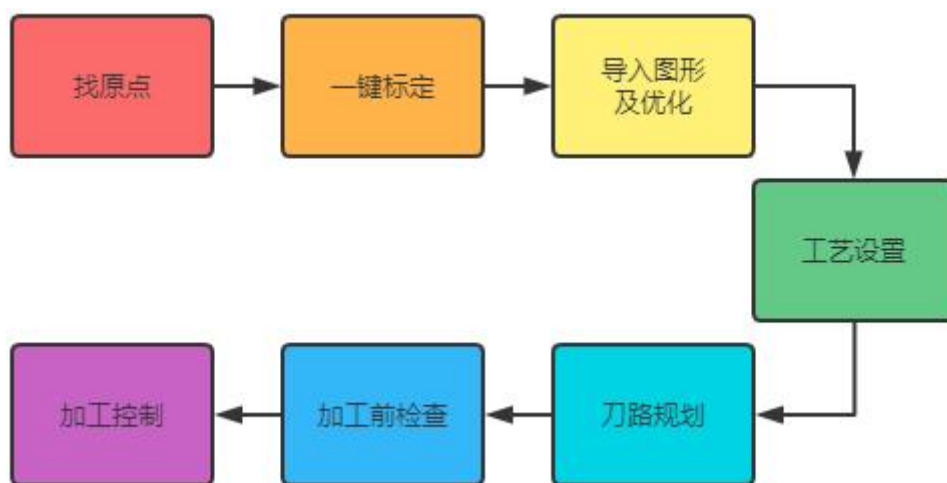 找原点
一键标定
导入图形
及优化
工艺设置
刀路规划
加工前检查
加工控制